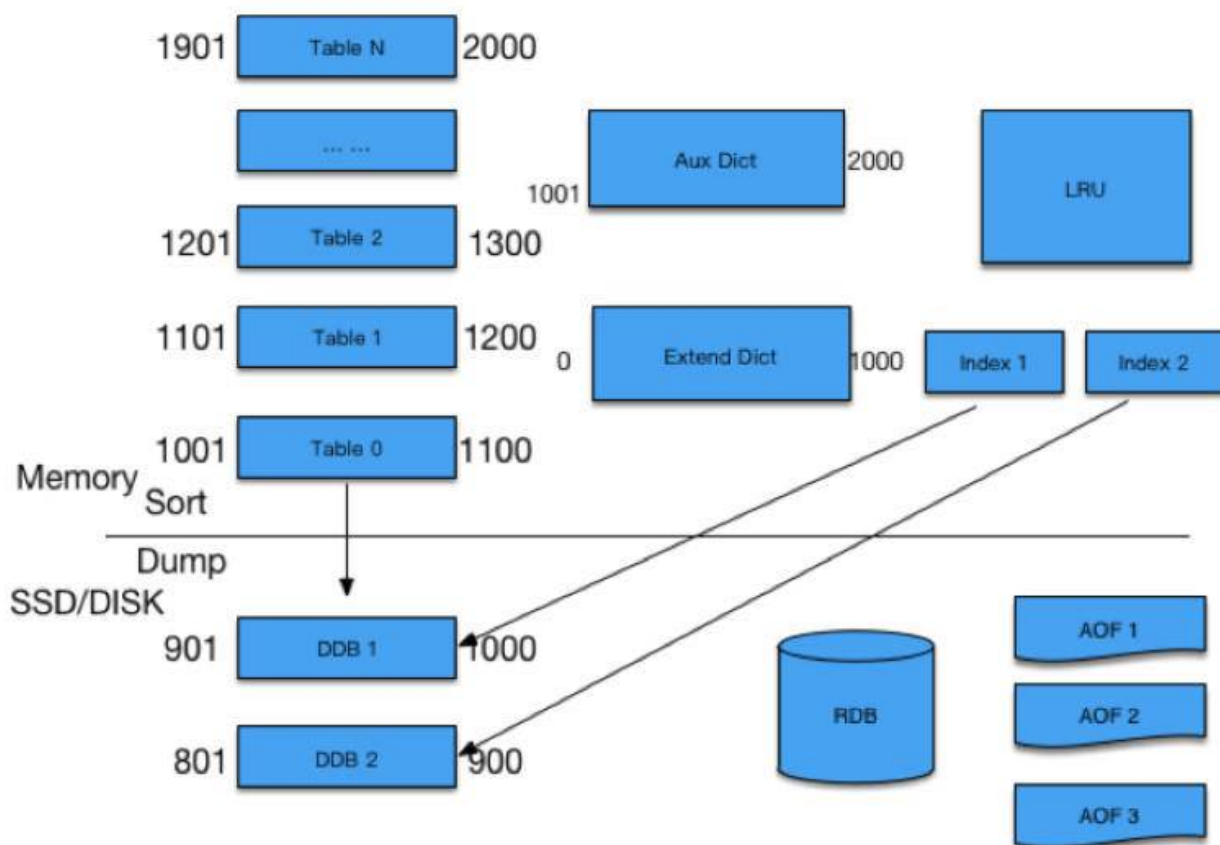 1901 Table N 2000
... ...
Aux Dict 2000
1001
LRU
1201 Table 2 1300
1101 Table 1 1200
0 Extend Dict 1000
Index 1
Index 2
1001 Table 0 1100
Memory
Sort
Dump
SSD/DISK
901 DDB 1 1000
801 DDB 2 900
RDB
AOF 1
AOF 2
AOF 3